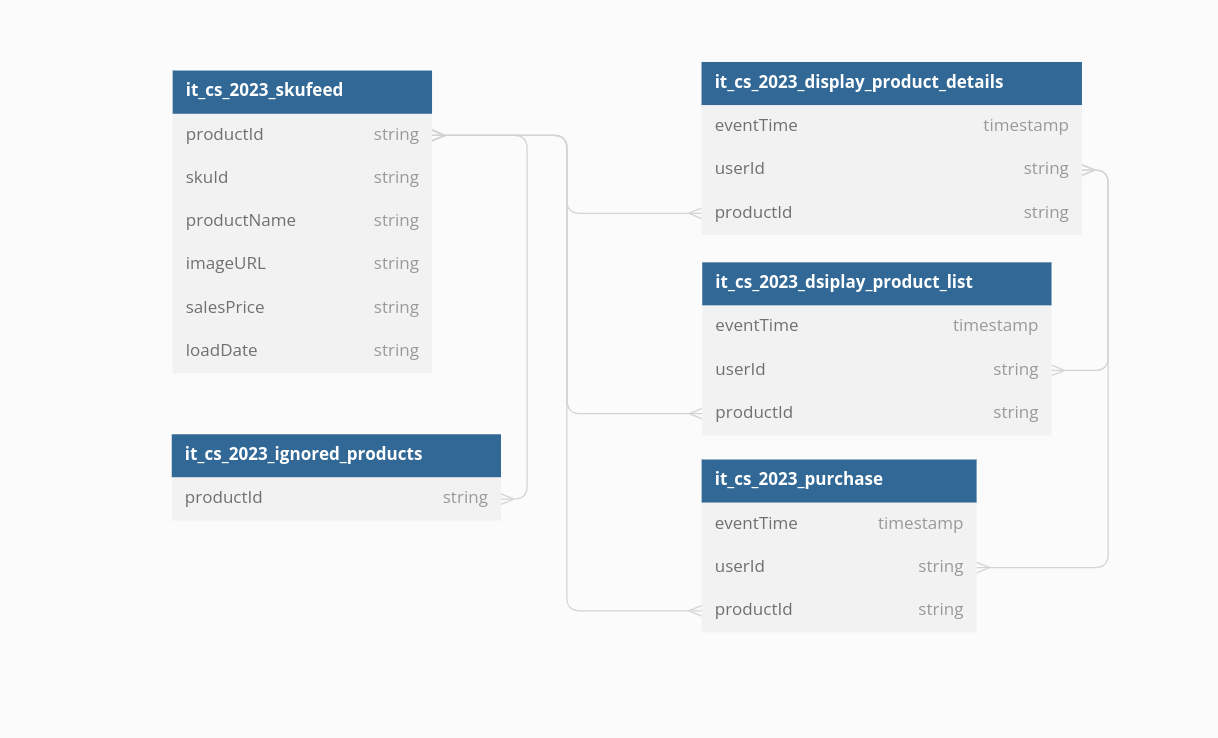 it_cs_2023_skufeed
productId string
skuId string
productName string
imageURL string
salesPrice string
loadDate string
it_cs_2023_ignored_products
productId string
it_cs_2023_display_product_details
eventTime timestamp
userId string
productId string
it_cs_2023_dsiplay_product_list
eventTime timestamp
userId string
productId string
it_cs_2023_purchase
eventTime timestamp
userId string
productId string